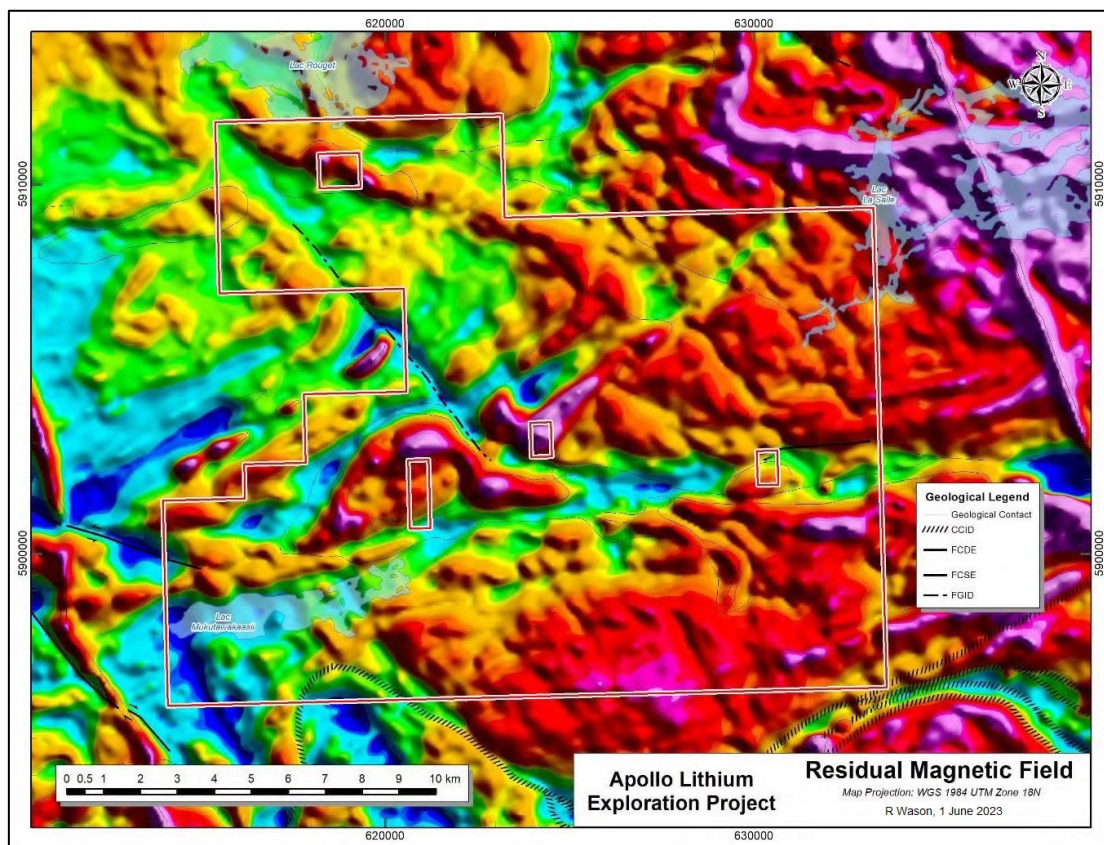 620000
630000
Lac Rouget
N
W E
S
5910000
5910000
Lac
La Salle
Geological Legend
Geological Contact
CCID
FCDE
FCSE
FGID
5900000
5900000
Lac
Mukutawakaasii
0 0.5 1 2 3 4 5 6 7 8 9 10 km
Apollo Lithium
Exploration Project
Residual Magnetic Field
Map Projection: WGS 1984 UTM Zone 18N
R Wason, 1 June 2023
620000
630000